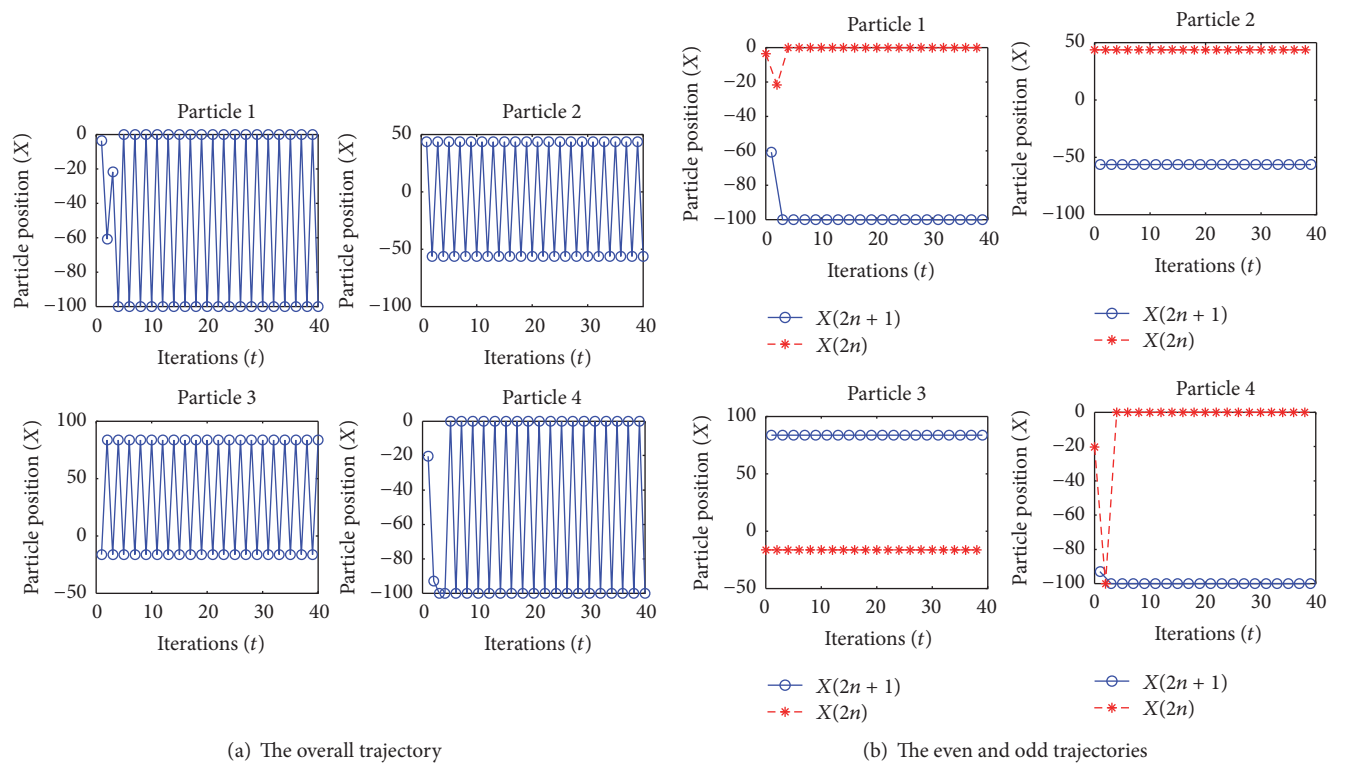 Particle 1
Particle position (X)
0
−20
−40
−60
−80
−100
0 10 20 30 40
Iterations (t)
Particle 2
Particle position (X)
50
0
−50
−100
0 10 20 30 40
Iterations (t)
Particle 3
Particle position (X)
100
50
0
−50
0 10 20 30 40
Iterations (t)
Particle 4
Particle position (X)
0
−20
−40
−60
−80
−100
0 10 20 30 40
Iterations (t)
(a) The overall trajectory
Particle 1
Particle position (X)
0
−20
−40
−60
−80
−100
0 10 20 30 40
Iterations (t)
X(2n + 1)
X(2n)
Particle 2
Particle position (X)
50
0
−50
−100
0 10 20 30 40
Iterations (t)
X(2n + 1)
X(2n)
Particle 3
Particle position (X)
100
50
0
−50
0 10 20 30 40
Iterations (t)
X(2n + 1)
X(2n)
Particle 4
Particle position (X)
0
−20
−40
−60
−80
−100
0 10 20 30 40
Iterations (t)
X(2n + 1)
X(2n)
(b) The even and odd trajectories